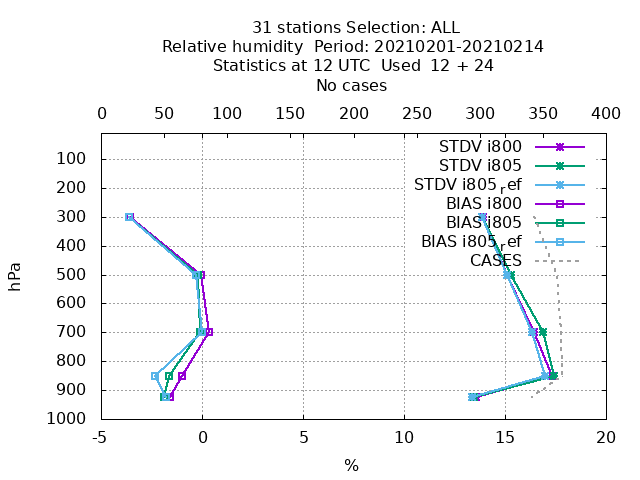 31 stations Selection: ALL
Relative humidity  Period: 20210201-20210214
Statistics at 12 UTC  Used  12 + 24
No cases
0 50 100 150 200 250 300 350 400
STDV i800
STDV i805
STDV i805ref
BIAS i800
BIAS i805
BIAS i805ref
CASES
100
200
300
400
500
600
700
800
900
1000
hPa
-5 0 5 10 15 20
%